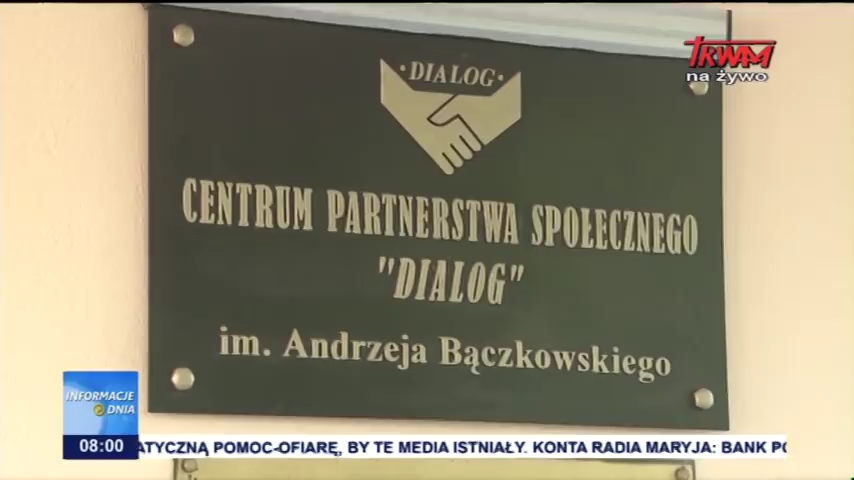 TRWAM
na żywo
• DIALOG •
CENTRUM PARTNERSTWA SPOŁECZNEGO
"DIALOG"
im. Andrzeja Bączkowskiego
INFORMACJE
DNIA
08:00
ATYCZNĄ POMOC-OFIARĘ, BY TE MEDIA ISTNIAŁY. KONTA RADIA MARYJA: BANK